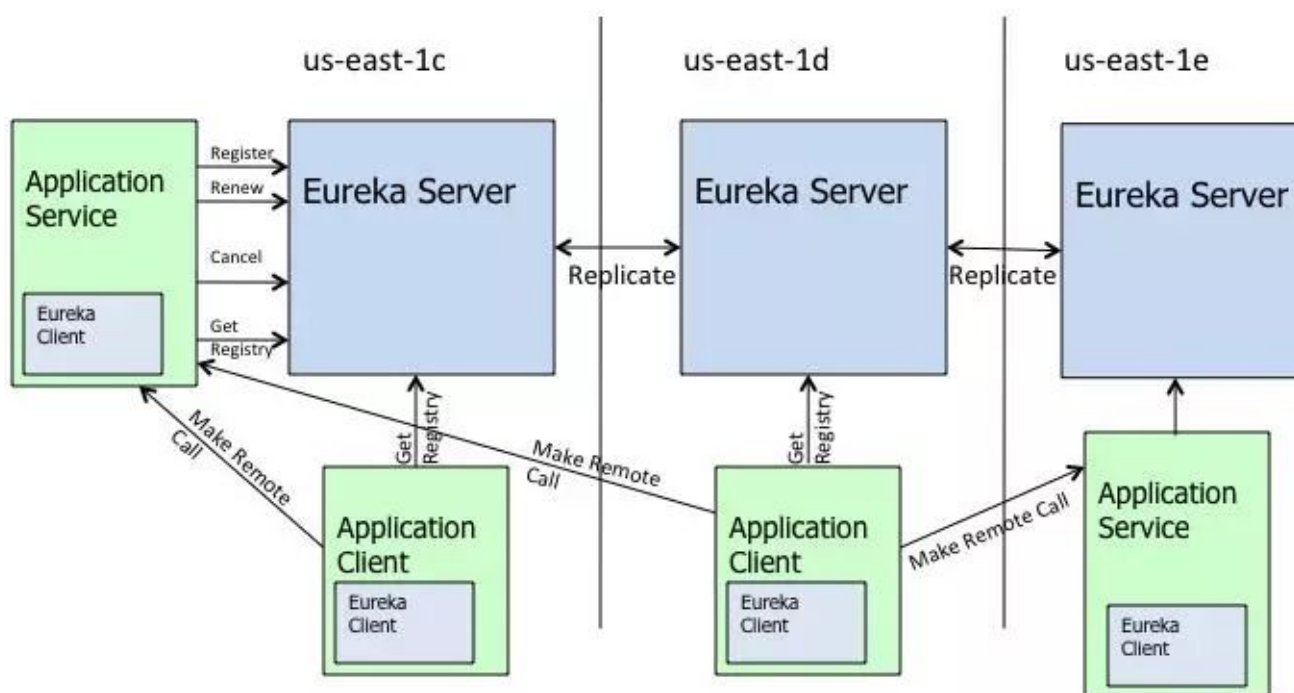 us-east-1c
us-east-1d
us-east-1e
Application
Service
Eureka
Client
Register
Renew
Cancel
Get
Registry
Eureka Server
Replicate
Eureka Server
Replicate
Eureka Server
Make Remote
Call
Get
Registry
Make Remote
Call
Get
Registry
Make Remote Call
Application
Client
Eureka
Client
Application
Client
Eureka
Client
Application
Service
Eureka
Client